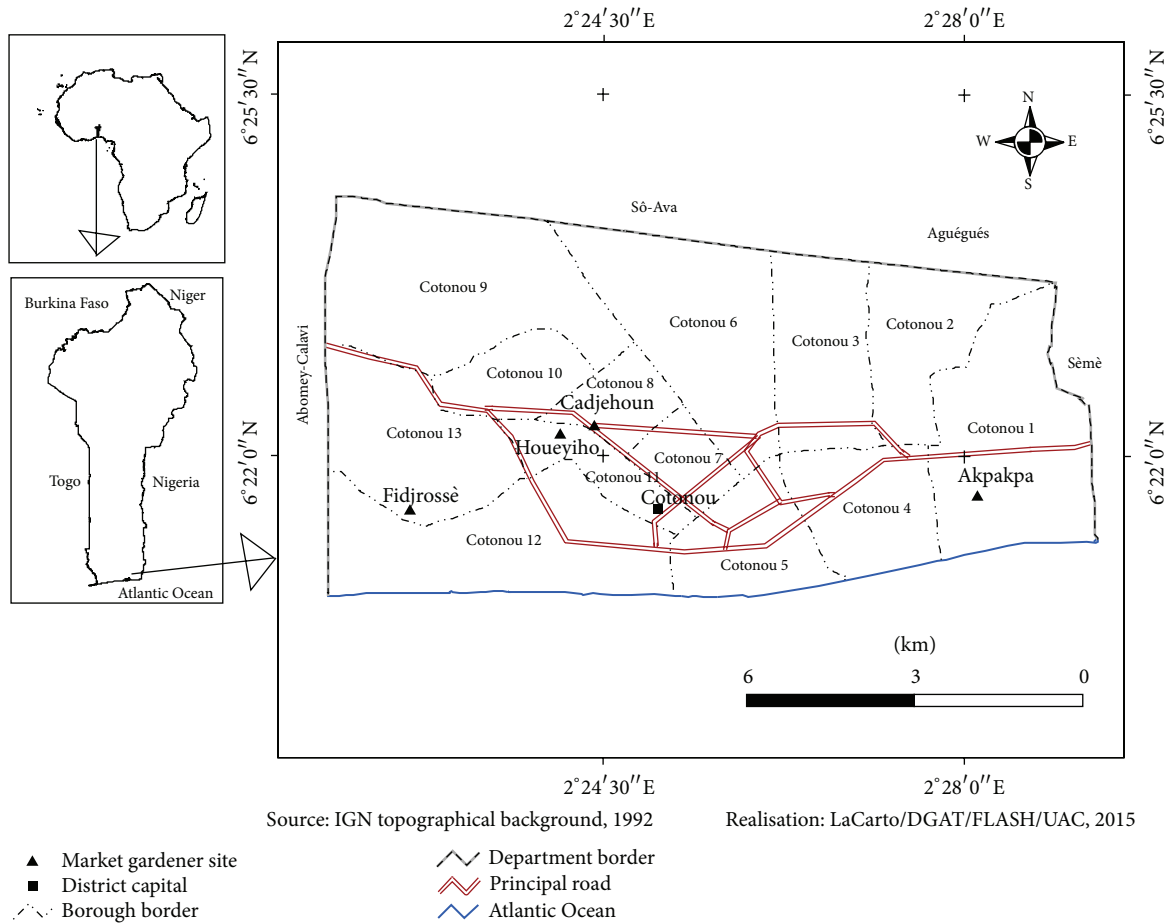 2°24′30″E
2°28′0″E
6°25′30″N
6°25′30″N
N
W
E
S
Sô-Ava
Aguégués
Burkina Faso
Niger
Togo
Nigeria
Atlantic Ocean
Abomey-Calavi
Sèmè
Cotonou 9
Cotonou 6
Cotonou 3
Cotonou 2
Cotonou 10
Cotonou 8
Cadjehoun
Cotonou 13
Houeyiho
Cotonou 7
Cotonou 1
Cotonou 11
Akpakpa
Fidjrossè
Cotonou
Cotonou 4
Cotonou 12
Cotonou 5
6°22′0″N
6°22′0″N
(km)
6 3 0
2°24′30″E
2°28′0″E
Source: IGN topographical background, 1992
Realisation: LaCarto/DGAT/FLASH/UAC, 2015
Market gardener site
District capital
Borough border
Department border
Principal road
Atlantic Ocean